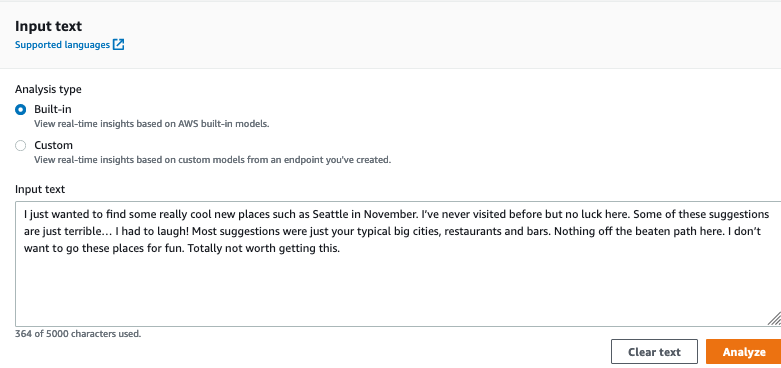 Input text
Supported languages
Analysis type
Built-in
View real-time insights based on AWS built-in models.
Custom
View real-time insights based on custom models from an endpoint you've created.
Input text
I just wanted to find some really cool new places such as Seattle in November. I've never visited before but no luck here. Some of these suggestions
are just terrible... I had to laugh! Most suggestions were just your typical big cities, restaurants and bars. Nothing off the beaten path here. I don't
want to go these places for fun. Totally not worth getting this.
364 of 5000 characters used.
Clear text
Analyze